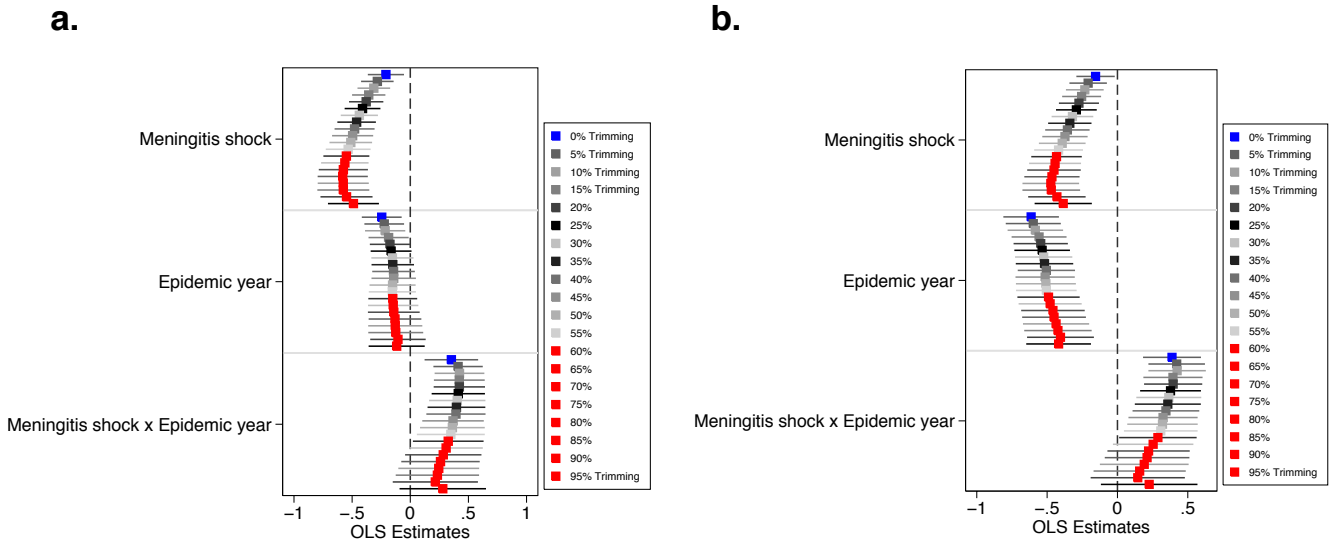 a.
Meningitis shock
Epidemic year
Meningitis shock x Epidemic year
−1
−.5
0
.5
1
OLS Estimates
0% Trimming
5% Trimming
10% Trimming
15% Trimming
20%
25%
30%
35%
40%
45%
50%
55%
60%
65%
70%
75%
80%
85%
90%
95% Trimming
b.
Meningitis shock
Epidemic year
Meningitis shock x Epidemic year
−1
−.5
0
.5
OLS Estimates
0% Trimming
5% Trimming
10% Trimming
15% Trimming
20%
25%
30%
35%
40%
45%
50%
55%
60%
65%
70%
75%
80%
85%
90%
95% Trimming